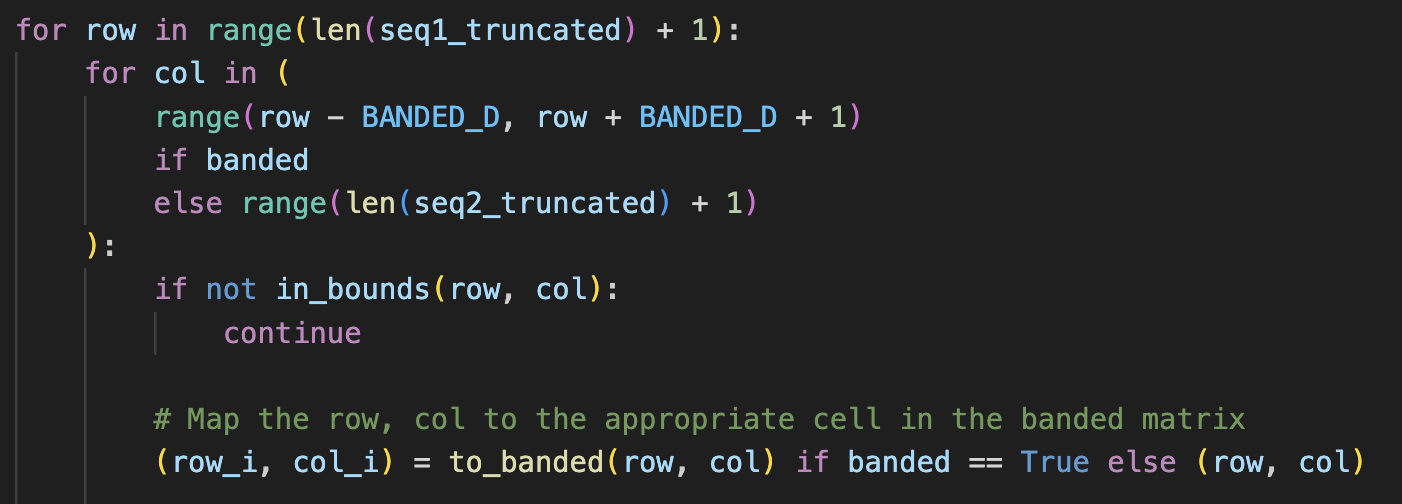 for row in range(len(seq1_truncated) + 1):
    for col in (
        range(row - BANDED_D, row + BANDED_D + 1)
        if banded
        else range(len(seq2_truncated) + 1)
    ):
        if not in_bounds(row, col):
            continue

        # Map the row, col to the appropriate cell in the banded matrix
        (row_i, col_i) = to_banded(row, col) if banded == True else (row, col)